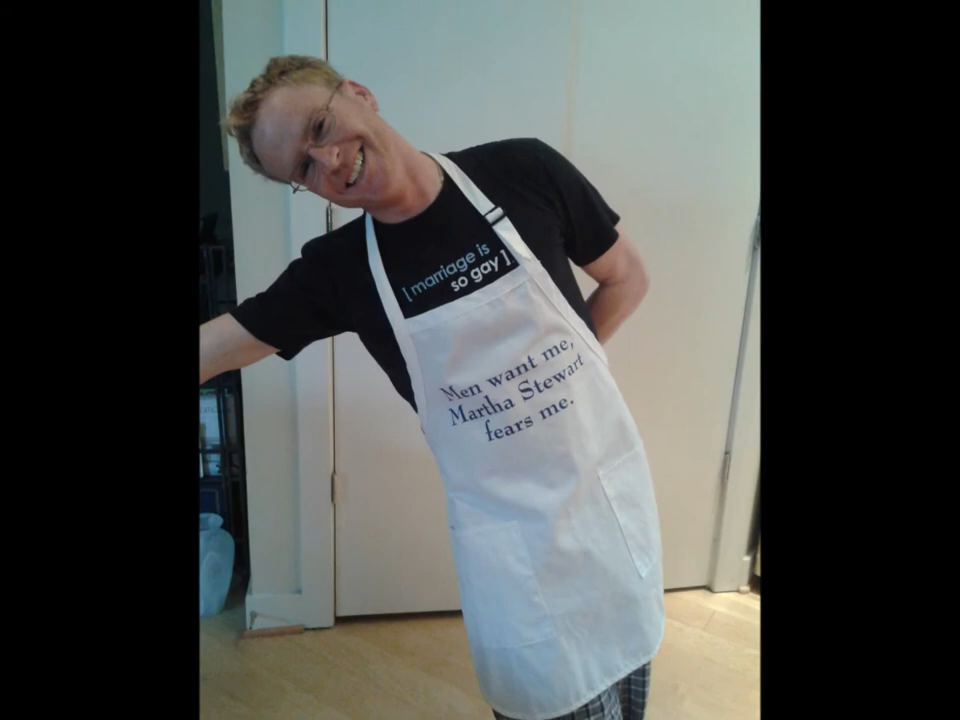 [ marriage is
so gay ]
Men want me,
Martha Stewart
fears me.